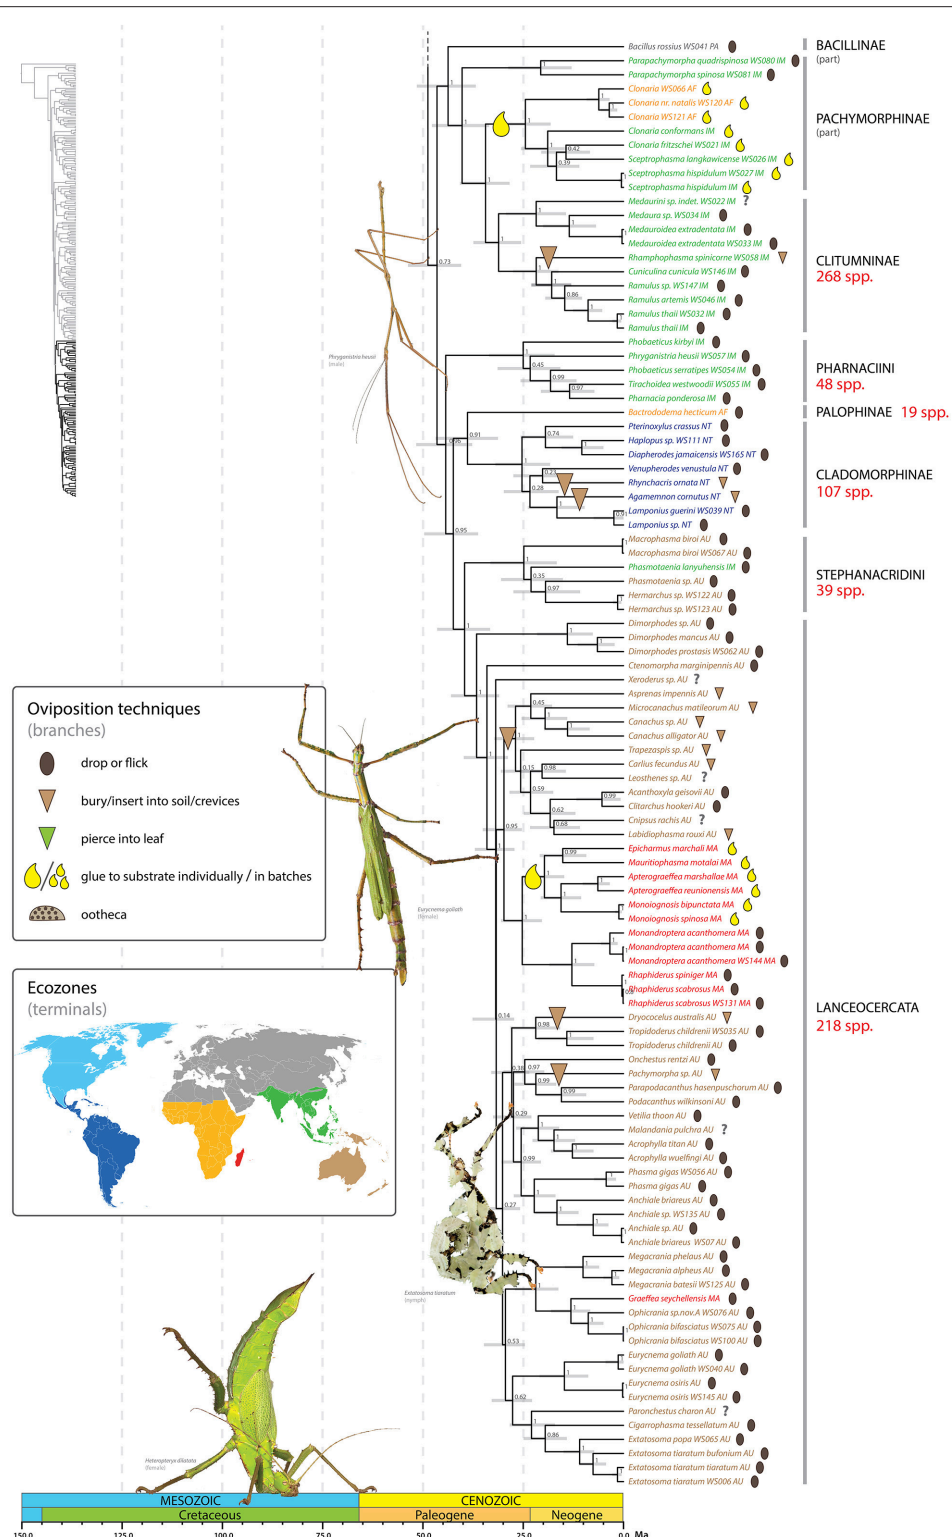 Bacillus rossius WS041 PA
Parapachymorpha quadrispinosa WS080 IM
Parapachymorpha spinosa WS081 IM
Clonaria WS066 AF
Clonaria nr. natalis WS120 AF
Clonaria WS121 AF
Clonaria conformans IM
Clonaria fritzschei WS021 IM
Sceptrophasma langkawicense WS026 IM
Sceptrophasma hispidulum WS027 IM
Sceptrophasma hispidulum IM
Medaurini sp. indet. WS022 IM ?
Medaura sp. WS034 IM
Medauroidea extradentata IM
Medauroidea extradentata WS033 IM
Rhamphophasma spinicorne WS058 IM
Cuniculina cunicula WS146 IM
Ramulus sp. WS147 IM
Ramulus artemis WS046 IM
Ramulus thaii WS032 IM
Ramulus thaii IM
Phobaeticus kirbyi IM
Phryganistria heusii WS057 IM
Phobaeticus serratipes WS054 IM
Tirachoidea westwoodii WS055 IM
Pharnacia ponderosa IM
Bactrododema hecticum AF
Pterinoxylus crassus NT
Haplopus sp. WS111 NT
Diapherodes jamaicensis WS165 NT
Venupherodes venustula NT
Rhynchacris ornata NT
Agamemnon cornutus NT
Lamponius guerini WS039 NT
Lamponius sp. NT
Macrophasma biroi AU
Macrophasma biroi WS067 AU
Phasmotaenia lanyuhensis IM
Phasmotaenia sp. AU
Hermarchus sp. WS122 AU
Hermarchus sp. WS123 AU
Dimorphodes sp. AU
Dimorphodes mancus AU
Dimorphodes prostasis WS062 AU
Ctenomorpha marginipennis AU
Xeroderus sp. AU ?
Asprenas impennis AU
Microcanachus matileorum AU
Canachus sp. AU
Canachus alligator AU
Trapezaspis sp. AU
Carlius fecundus AU
Leosthenes sp. AU ?
Acanthoxyla geisovii AU
Clitarchus hookeri AU
Cnipsus rachis AU ?
Labidiophasma rouxi AU
Epicharmus marchali MA
Mauritiophasma motalai MA
Apterograeffea marshallae MA
Apterograeffea reunionensis MA
Monoiognosis bipunctata MA
Monoiognosis spinosa MA
Monandroptera acanthomera MA
Monandroptera acanthomera MA
Monandroptera acanthomera WS144 MA
Rhaphiderus spiniger MA
Rhaphiderus scabrosus MA
Rhaphiderus scabrosus WS131 MA
Dryococelus australis AU
Tropidoderus childrenii WS035 AU
Tropidoderus childrenii AU
Onchestus rentzi AU
Pachymorpha sp. AU
Parapodacanthus hasenpuschorum AU
Podacanthus wilkinsoni AU
Vetilia thoon AU
Malandania pulchra AU ?
Acrophylla titan AU
Acrophylla wuelfingi AU
Phasma gigas WS056 AU
Phasma gigas AU
Anchiale briareus AU
Anchiale sp. WS135 AU
Anchiale sp. AU
Anchiale briareus WS07 AU
Megacrania phelaus AU
Megacrania alpheus AU
Megacrania batesii WS125 AU
Graeffea seychellensis MA
Ophicrania sp.nov.A WS076 AU
Ophicrania bifasciatus WS075 AU
Ophicrania bifasciatus WS100 AU
Eurycnema goliath AU
Eurycnema goliath WS040 AU
Eurycnema osiris AU
Eurycnema osiris WS145 AU
Paronchestus charon AU ?
Cigarrophasma tessellatum AU
Extatosoma popa WS065 AU
Extatosoma tiaratum bufonium AU
Extatosoma tiaratum tiaratum AU
Extatosoma tiaratum WS006 AU
BACILLINAE
(part)
PACHYMORPHINAE
(part)
CLITUMNINAE
268 spp.
PHARNACIINI
48 spp.
PALOPHINAE 19 spp.
CLADOMORPHINAE
107 spp.
STEPHANACRIDINI
39 spp.
LANCEOCERCATA
218 spp.
Phryganistria heusii
(male)
Oviposition techniques
(branches)
drop or flick
bury/insert into soil/crevices
pierce into leaf
glue to substrate individually / in batches
ootheca
Eurycnema goliath
(female)
Ecozones
(terminals)
Extatosoma tiaratum
(nymph)
Heteropteryx dilatata
(female)
MESOZOIC CENOZOIC
Cretaceous Paleogene Neogene
150.0 125.0 100.0 75.0 50.0 25.0 0.0 Ma